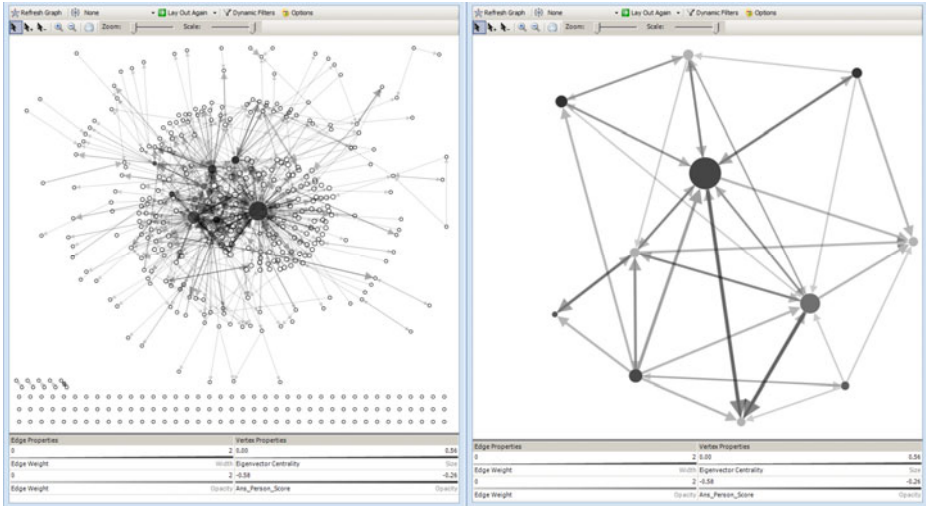 Refresh Graph None Lay Out Again Dynamic Filters Options
Zoom: Scale:
Edge Properties Vertex Properties
0 2 0.00 0.56
Edge Weight Width Eigenvector Centrality Size
0 2 -0.58 -0.26
Edge Weight Opacity Ans_Person_Score Opacity
Refresh Graph None Lay Out Again Dynamic Filters Options
Zoom: Scale:
Edge Properties Vertex Properties
0 2 0.00 0.56
Edge Weight Width Eigenvector Centrality Size
0 2 -0.58 -0.26
Edge Weight Opacity Ans_Person_Score Opacity